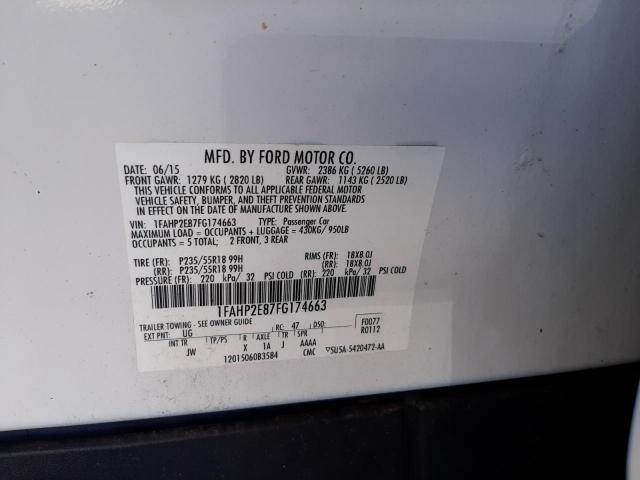 MFD. BY FORD MOTOR CO.
DATE: 06/15 GVWR: 2386 KG ( 5260 LB)
FRONT GAWR: 1279 KG ( 2820 LB) REAR GAWR: 1143 KG ( 2520 LB)
THIS VEHICLE CONFORMS TO ALL APPLICABLE FEDERAL MOTOR
VEHICLE SAFETY, BUMPER, AND THEFT PREVENTION STANDARDS
IN EFFECT ON THE DATE OF MANUFACTURE SHOWN ABOVE.
VIN: 1FAHP2E87FG174663 TYPE: Passenger Car
MAXIMUM LOAD = OCCUPANTS + LUGGAGE = 430KG/ 950LB
OCCUPANTS = 5 TOTAL; 2 FRONT, 3 REAR
TIRE (FR): P235/55R18 99H RIMS (FR): 18X8.0J
(RR): P235/55R18 99H (RR): 18X8.0J
PRESSURE(FR): 220 kPa/ 32 PSI COLD (RR): 220 kPa/ 32 PSI COLD
1FAHP2E87FG174663
TRAILER TOWING - SEE OWNER GUIDE RC: 47 DSO: F0077
EXT PNT: UG R0112
INT TR TP/PS R AXLE TR SPR
JW X 1A J AAAA
1201506083584 CMC ▽SU5A-5420472-AA